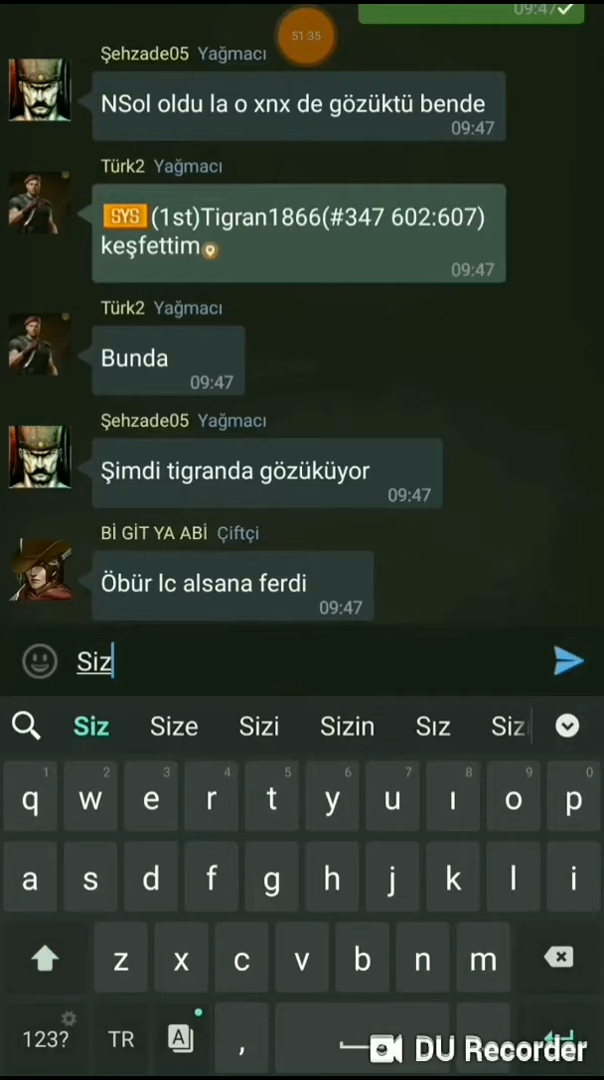 09:47
51:35
Şehzade05 Yağmacı
NSol oldu la o xnx de gözüktü bende
09:47
Türk2 Yağmacı
SYS (1st)Tigran1866(#347 602:607)
keşfettim
09:47
Türk2 Yağmacı
Bunda
09:47
Şehzade05 Yağmacı
Şimdi tigranda gözüküyor
09:47
Bİ GİT YA ABİ Çiftçi
Öbür lc alsana ferdi
09:47
Siz
Siz Size Sizi Sizin Sız Siz
1 2 3 4 5 6 7 8 9 0
q w e r t y u ı o p
a s d f g h j k l i
z x c v b n m
123? TR A ,
DU Recorder